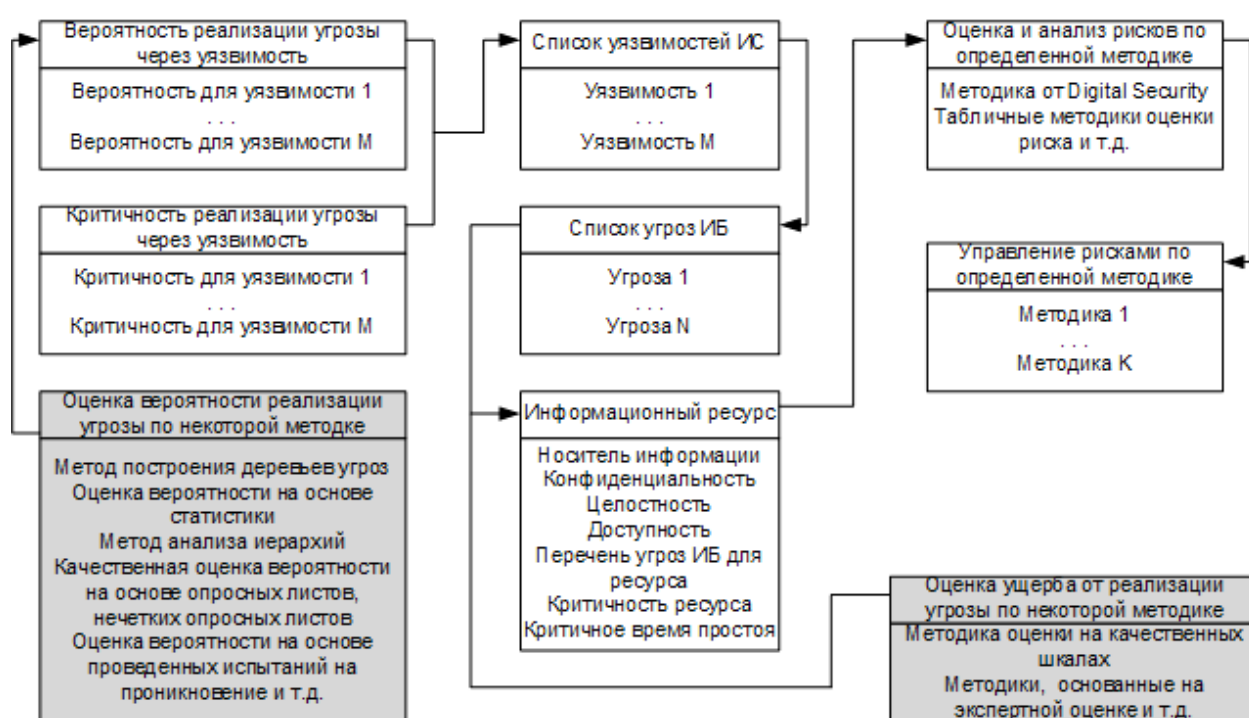 Вероятность реализации угрозы
через уязвимость
Вероятность для уязвимости 1
. . .
Вероятность для уязвимости М
Критичность реализации угрозы
через уязвимость
Критичность для уязвимости 1
. . .
Критичность для уязвимости М
Оценка вероятности реализации
угрозы по некоторой методке
Метод построения деревьев угроз
Оценка вероятности на основе
статистики
Метод анализа иерархий
Качественная оценка вероятности
на основе опросных листов,
нечетких опросных листов
Оценка вероятности на основе
проведенных испытаний на
проникновение и т.д.
Список уязвимостей ИС
Уязвимость 1
. . .
Уязвимость М
Список угроз ИБ
Угроза 1
. . .
Угроза N
Информационный ресурс
Носитель информации
Конфиденциальность
Целостность
Доступность
Перечень угроз ИБ для
ресурса
Критичность ресурса
Критичное время простоя
Оценка и анализ рисков по
определенной методике
Методика от Digital Security
Табличные методики оценки
риска и т.д.
Управление рисками по
определенной методике
Методика 1
. . .
Методика K
Оценка ущерба от реализации
угрозы по некоторой методике
Методика оценки на качественных
шкалах
Методики, основанные на
экспертной оценке и т.д.